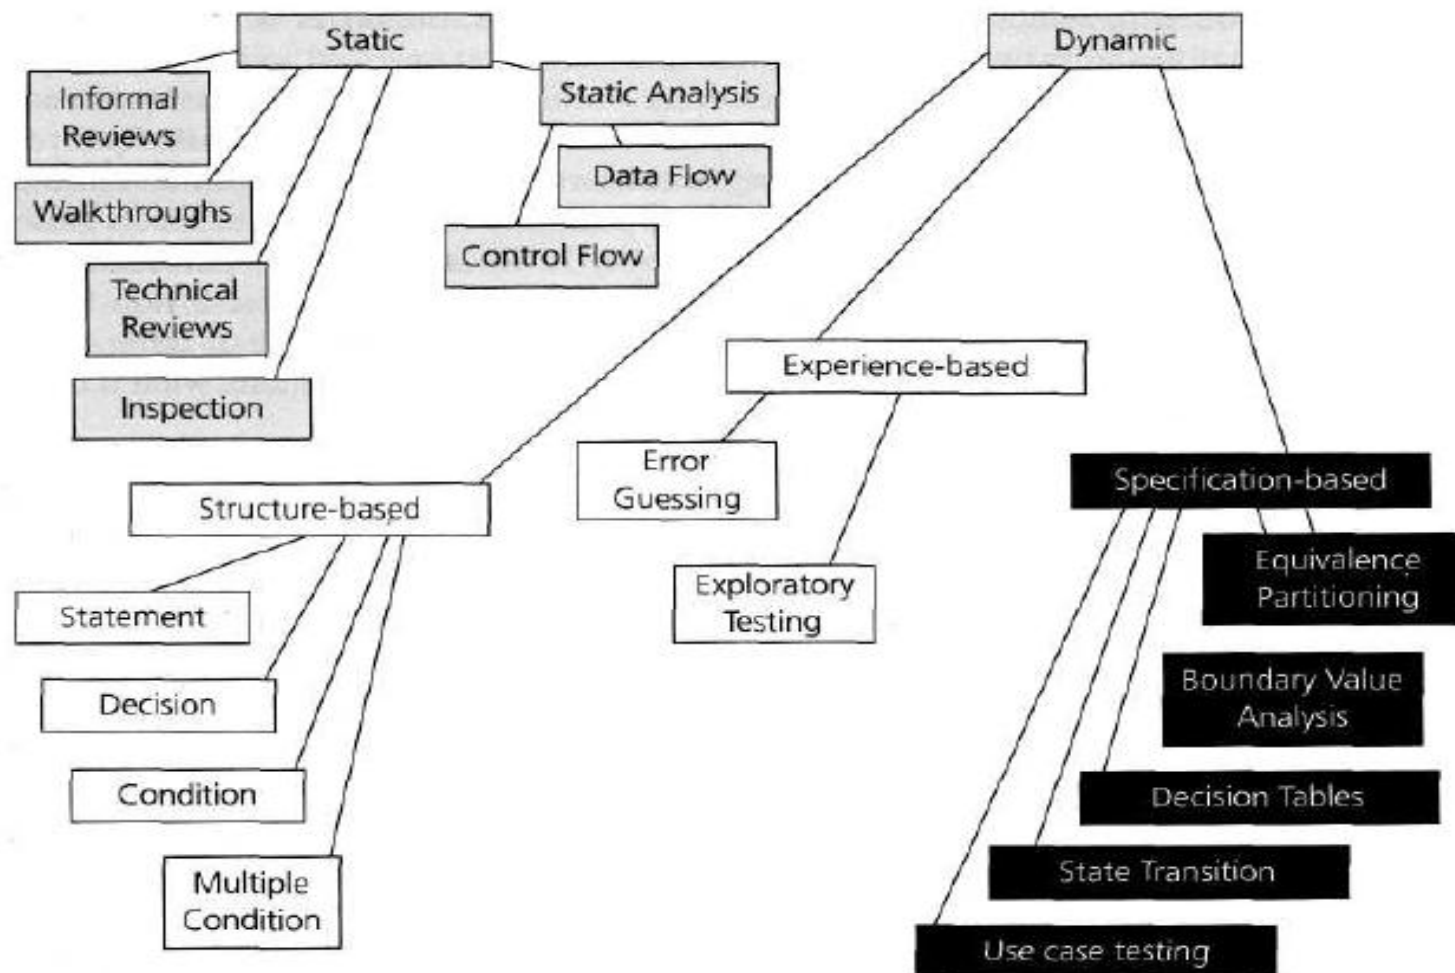 Static
Dynamic
Informal
Reviews
Static Analysis
Data Flow
Walkthroughs
Control Flow
Technical
Reviews
Inspection
Experience-based
Error
Guessing
Exploratory
Testing
Structure-based
Statement
Decision
Condition
Multiple
Condition
Specification-based
Equivalence
Partitioning
Boundary Value
Analysis
Decision Tables
State Transition
Use case testing